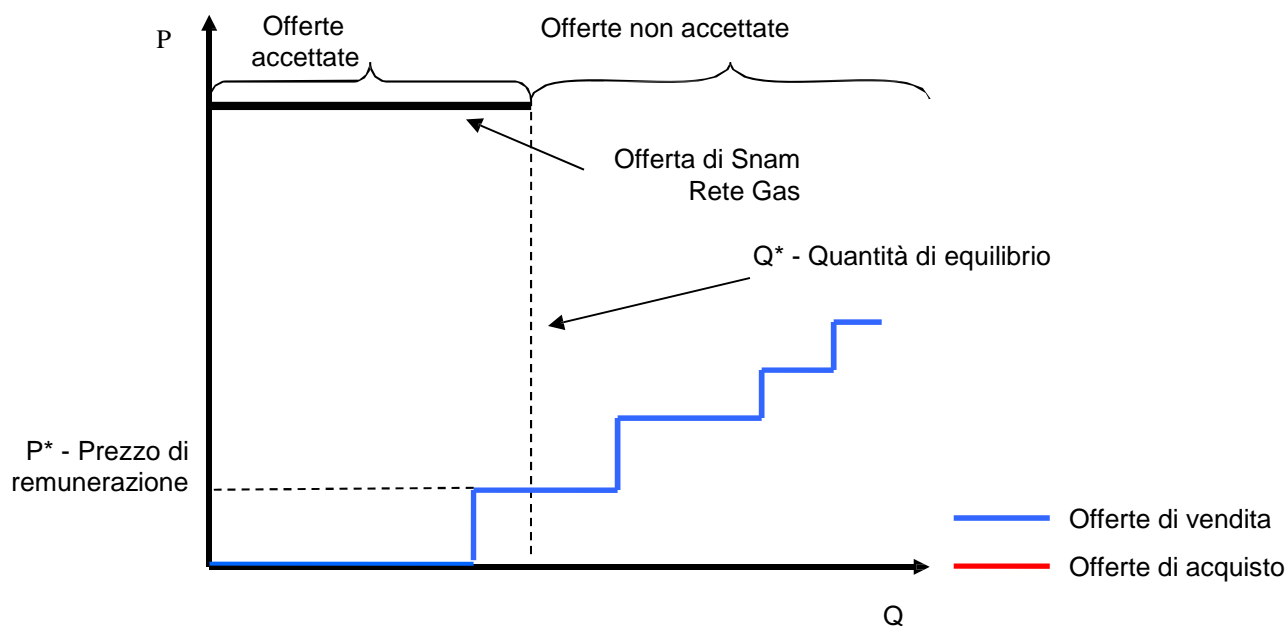 P
Offerte
accettate
Offerte non accettate
Offerta di Snam
Rete Gas
Q* - Quantità di equilibrio
P* - Prezzo di
remunerazione
Offerte di vendita
Offerte di acquisto
Q